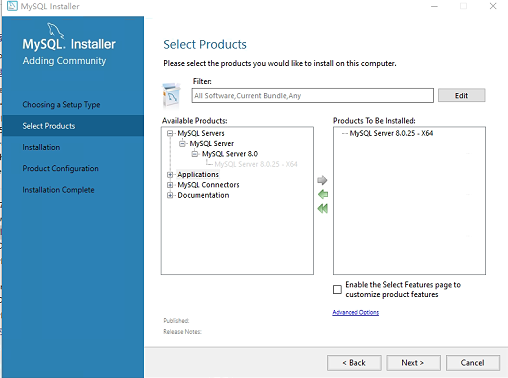 MySQL Installer
MySQL. Installer
Adding Community
Choosing a Setup Type
Select Products
Installation
Product Configuration
Installation Complete
Select Products
Please select the products you would like to install on this computer.
Filter:
All Software,Current Bundle,Any
Edit
Available Products:
MySQL Servers
MySQL Server
MySQL Server 8.0
MySQL Server 8.0.25 - X64
Applications
MySQL Connectors
Documentation
Products To Be Installed:
MySQL Server 8.0.25 - X64
Enable the Select Features page to
customize product features
Advanced Options
Published:
Release Notes:
< Back
Next >
Cancel